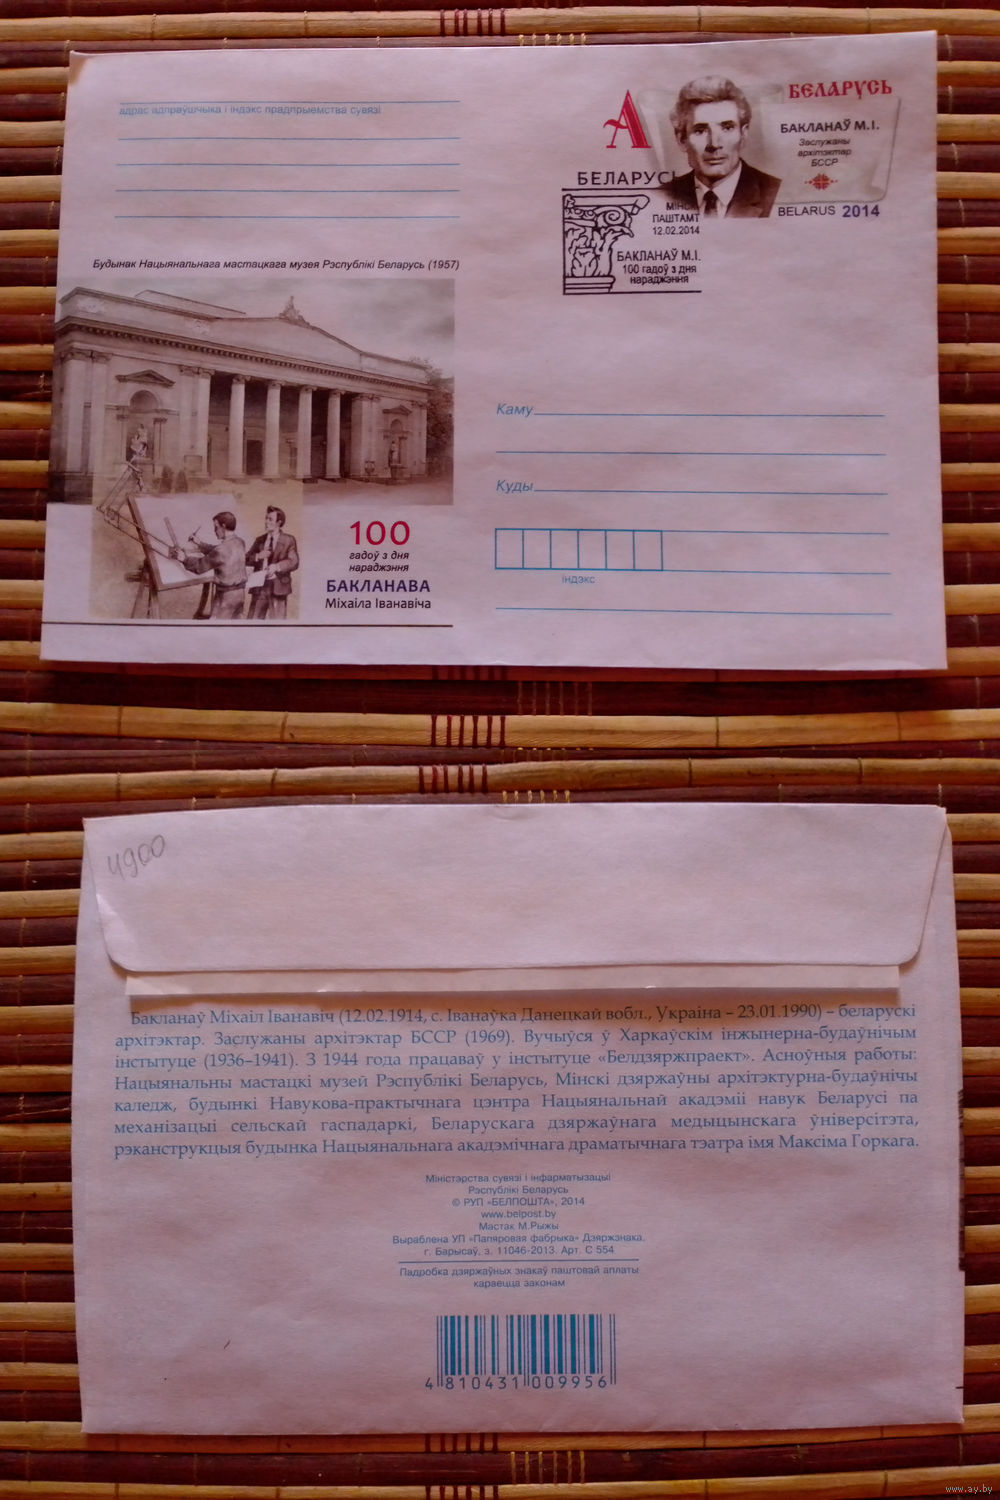 адрас адпраўшчыка і індэкс прадпрыемства сувязі
А
БЕЛАРУСЬ
БАКЛАНАЎ М.І.
Заслужаны
архітэктар
БССР
BELARUS 2014
БЕЛАРУСЬ
МІНСК
ПАШТАМТ
12.02.2014
БАКЛАНАЎ М.І.
100 гадоў з дня
нараджэння
Будынак Нацыянальнага мастацкага музея Рэспублікі Беларусь (1957)
100
гадоў з дня
нараджэння
БАКЛАНАВА
Міхаіла Іванавіча
Каму
Куды
індэкс
4900
Бакланаў Міхаіл Іванавіч (12.02.1914, с. Іванаўка Данецкай вобл., Украіна – 23.01.1990) – беларускі
архітэктар. Заслужаны архітэктар БССР (1969). Вучыўся ў Харкаўскім інжынерна-будаўнічым
інстытуце (1936–1941). З 1944 года працаваў у інстытуце «Белдзяржпраект». Асноўныя работы:
Нацыянальны мастацкі музей Рэспублікі Беларусь, Мінскі дзяржаўны архітэктурна-будаўнічы
каледж, будынкі Навукова-практычнага цэнтра Нацыянальнай акадэміі навук Беларусі па
механізацыі сельскай гаспадаркі, Беларускага дзяржаўнага медыцынскага ўніверсітэта,
рэканструкцыя будынка Нацыянальнага акадэмічнага драматычнага тэатра імя Максіма Горкага.
Міністэрства сувязі і інфарматызацыі
Рэспублікі Беларусь
© РУП «БЕЛПОШТА», 2014
www.belpost.by
Мастак М.Рыжы
Выраблена УП «Папяровая фабрыка» Дзяржзнака,
г. Барысаў, з. 11046-2013. Арт. С 554
Падробка дзяржаўных знакаў паштовай аплаты
караецца законам
4 810431 009956
www.ay.by